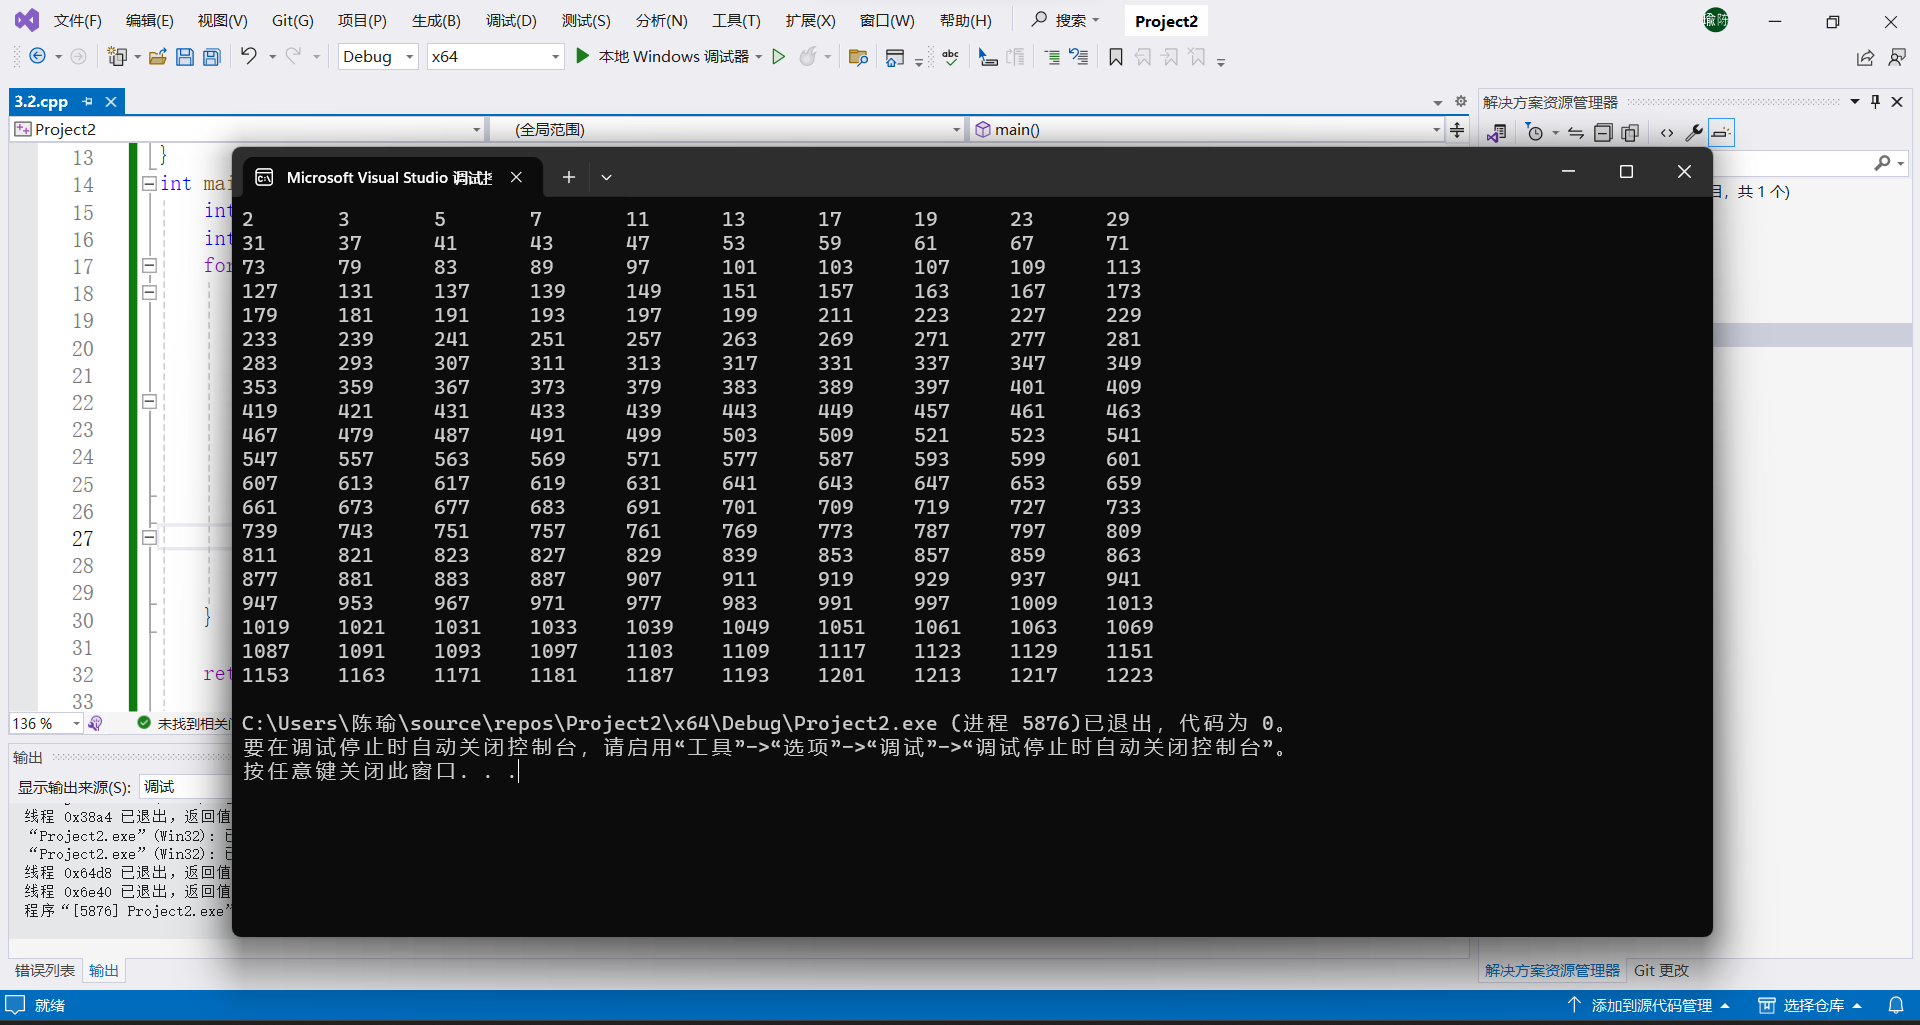 文件(F) 编辑(E) 视图(V) Git(G) 项目(P) 生成(B) 调试(D) 测试(S) 分析(N) 工具(T) 扩展(X) 窗口(W) 帮助(H) 搜索 Project2 瑜陈
Debug x64 本地 Windows 调试器 abc
3.2.cpp
Project2 (全局范围) main()
解决方案资源管理器
目, 共 1 个)
13 }
14 int mai
15 int
16 int
17 for
18
19
20
21
22
23
24
25
26
27
28
29
30 }
31
32 ret
33
136 % 未找到相关
Microsoft Visual Studio 调试控
2 3 5 7 11 13 17 19 23 29
31 37 41 43 47 53 59 61 67 71
73 79 83 89 97 101 103 107 109 113
127 131 137 139 149 151 157 163 167 173
179 181 191 193 197 199 211 223 227 229
233 239 241 251 257 263 269 271 277 281
283 293 307 311 313 317 331 337 347 349
353 359 367 373 379 383 389 397 401 409
419 421 431 433 439 443 449 457 461 463
467 479 487 491 499 503 509 521 523 541
547 557 563 569 571 577 587 593 599 601
607 613 617 619 631 641 643 647 653 659
661 673 677 683 691 701 709 719 727 733
739 743 751 757 761 769 773 787 797 809
811 821 823 827 829 839 853 857 859 863
877 881 883 887 907 911 919 929 937 941
947 953 967 971 977 983 991 997 1009 1013
1019 1021 1031 1033 1039 1049 1051 1061 1063 1069
1087 1091 1093 1097 1103 1109 1117 1123 1129 1151
1153 1163 1171 1181 1187 1193 1201 1213 1217 1223
C:\Users\陈瑜\source\repos\Project2\x64\Debug\Project2.exe (进程 5876)已退出，代码为 0。
要在调试停止时自动关闭控制台，请启用“工具”->“选项”->“调试”->“调试停止时自动关闭控制台”。
按任意键关闭此窗口. . .
输出
显示输出来源(S): 调试
线程 0x38a4 已退出，返回值
“Project2.exe”(Win32): 已
“Project2.exe”(Win32): 已
线程 0x64d8 已退出，返回值
线程 0x6e40 已退出，返回值
程序“[5876] Project2.exe”
错误列表 输出
解决方案资源管理器 Git 更改
就绪 添加到源代码管理 选择仓库